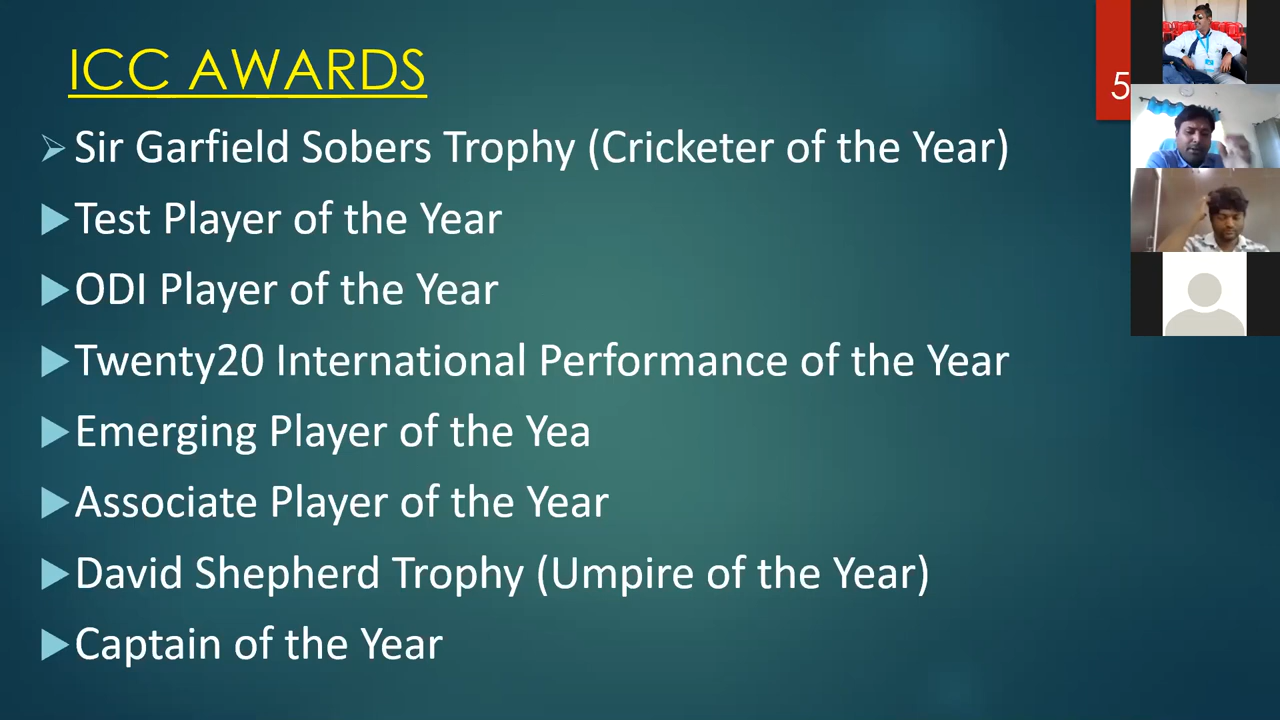 ICC AWARDS
5
Sir Garfield Sobers Trophy (Cricketer of the Year)
Test Player of the Year
ODI Player of the Year
Twenty20 International Performance of the Year
Emerging Player of the Yea
Associate Player of the Year
David Shepherd Trophy (Umpire of the Year)
Captain of the Year